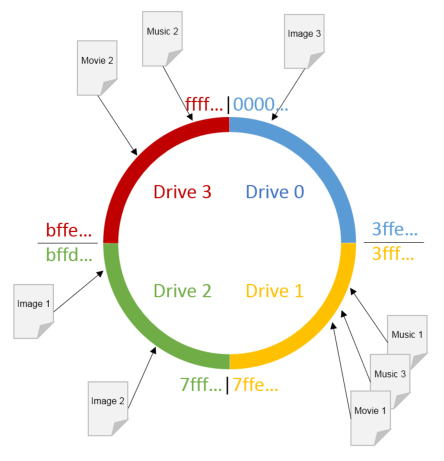 Music 2
Image 3
Movie 2
ffff...|0000...
Drive 3
Drive 0
bffe...
3ffe...
bffd...
3fff...
Drive 2
Drive 1
Image 1
Music 1
Music 3
Image 2
7fff...|7ffe...
Movie 1